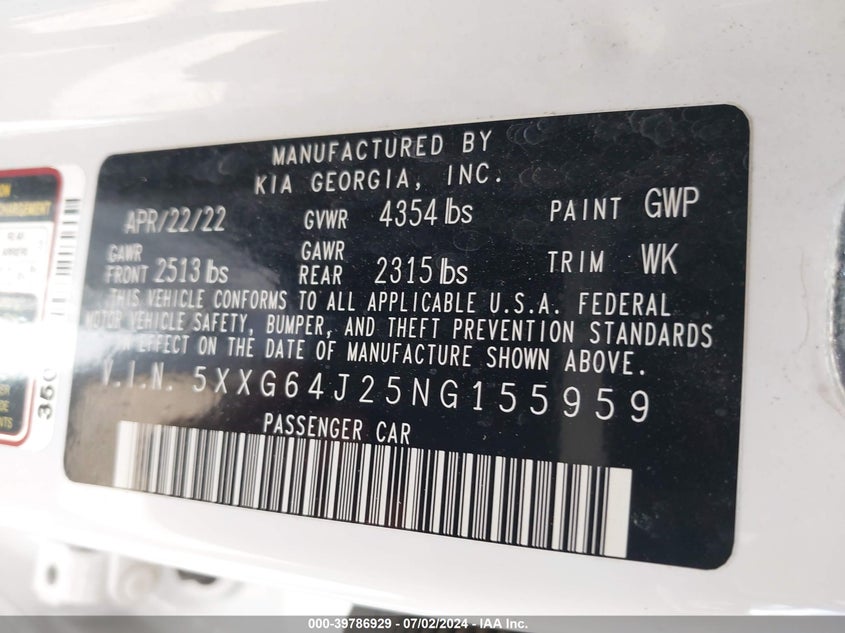 MANUFACTURED BY
KIA GEORGIA, INC.
APR/22/22 GVWR 4354 lbs PAINT GWP
GAWR FRONT 2513 lbs GAWR REAR 2315 lbs TRIM WK
THIS VEHICLE CONFORMS TO ALL APPLICABLE U.S.A. FEDERAL
MOTOR VEHICLE SAFETY, BUMPER, AND THEFT PREVENTION STANDARDS
IN EFFECT ON THE DATE OF MANUFACTURE SHOWN ABOVE.
V.I.N. 5XXG64J25NG155959
PASSENGER CAR
REAR
350
000-39786929 - 07/02/2024 - IAA Inc.